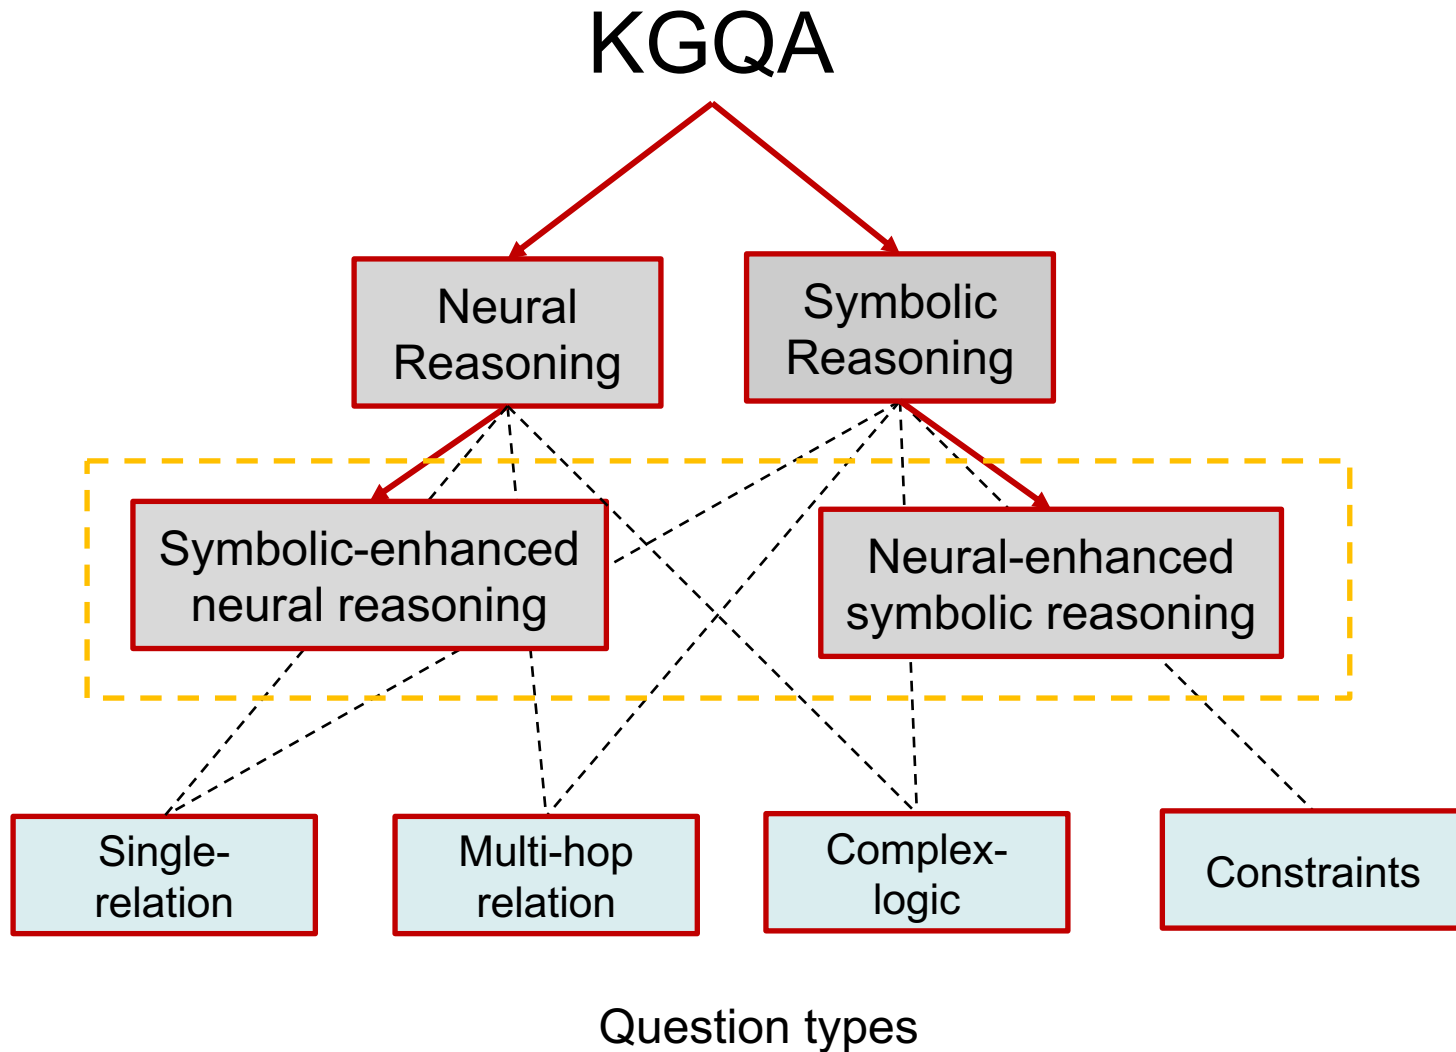 KGQA
Neural
Reasoning
Symbolic
Reasoning
Symbolic-enhanced
neural reasoning
Neural-enhanced
symbolic reasoning
Single-
relation
Multi-hop
relation
Complex-
logic
Constraints
Question types